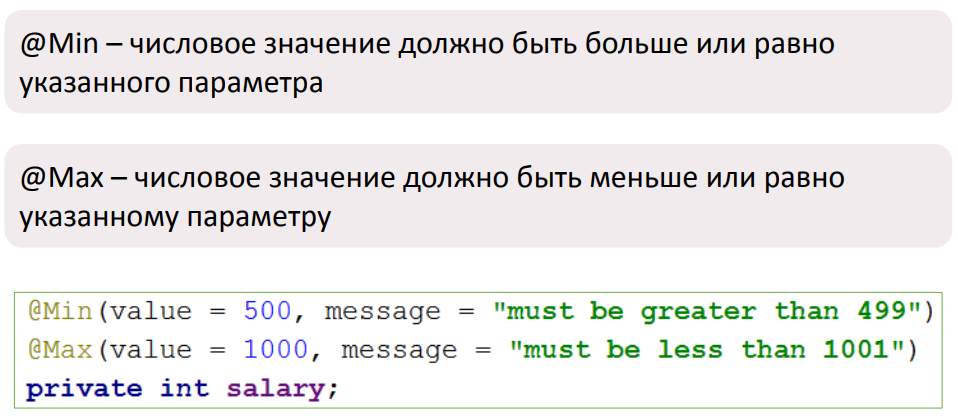 @Min – числовое значение должно быть больше или равно
указанного параметра
@Max – числовое значение должно быть меньше или равно
указанному параметру
@Min(value = 500, message = "must be greater than 499")
@Max(value = 1000, message = "must be less than 1001")
private int salary;